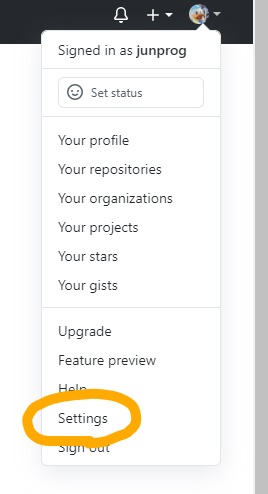 Signed in as junprog
Set status
Your profile
Your repositories
Your organizations
Your projects
Your stars
Your gists
Upgrade
Feature preview
Help
Settings
Sign out